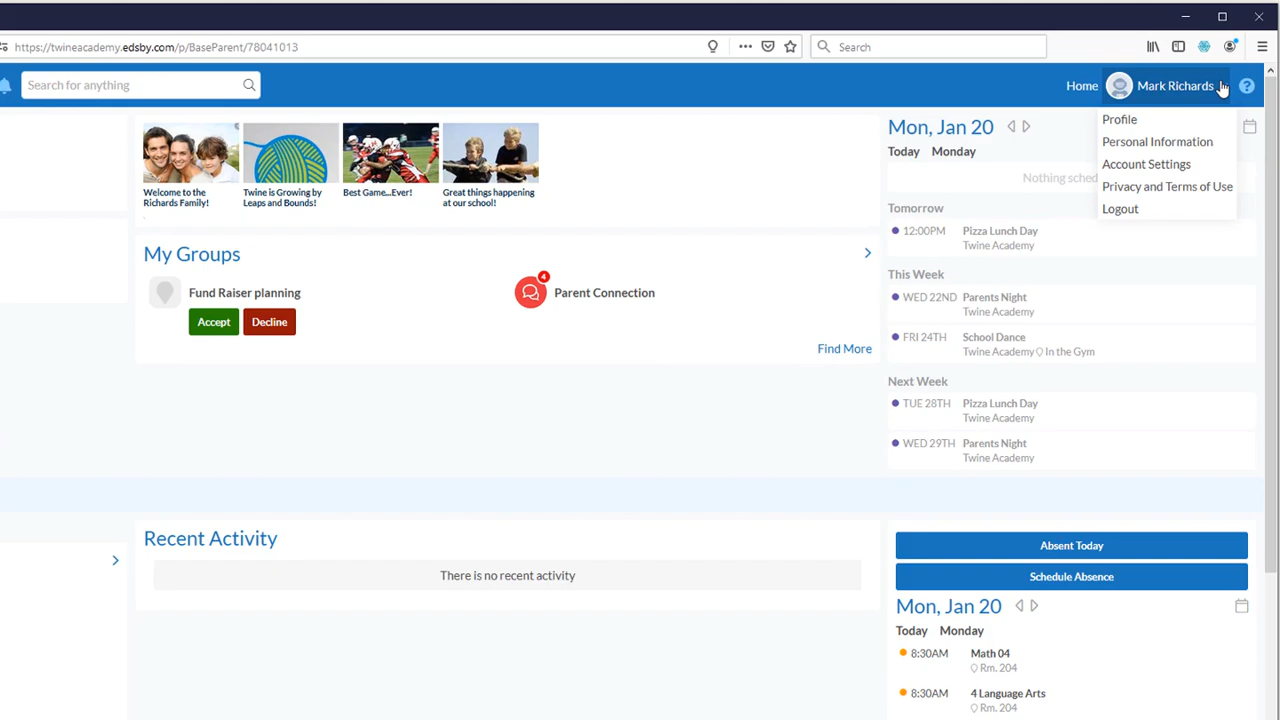 https://twineacademy.edsby.com/p/BaseParent/78041013
Search
Search for anything
Home
Mark Richards
Profile
Personal Information
Account Settings
Privacy and Terms of Use
Logout
Welcome to the
Richards Family!
Twine is Growing by
Leaps and Bounds!
Best Game...Ever!
Great things happening
at our school!
My Groups
Fund Raiser planning
Accept
Decline
4
Parent Connection
Find More
Mon, Jan 20
Today Monday
Nothing sched
Tomorrow
12:00PM Pizza Lunch Day
Twine Academy
This Week
WED 22ND Parents Night
Twine Academy
FRI 24TH School Dance
Twine Academy In the Gym
Next Week
TUE 28TH Pizza Lunch Day
Twine Academy
WED 29TH Parents Night
Twine Academy
Recent Activity
There is no recent activity
Absent Today
Schedule Absence
Mon, Jan 20
Today Monday
8:30AM Math 04
Rm. 204
8:30AM 4 Language Arts
Rm. 204